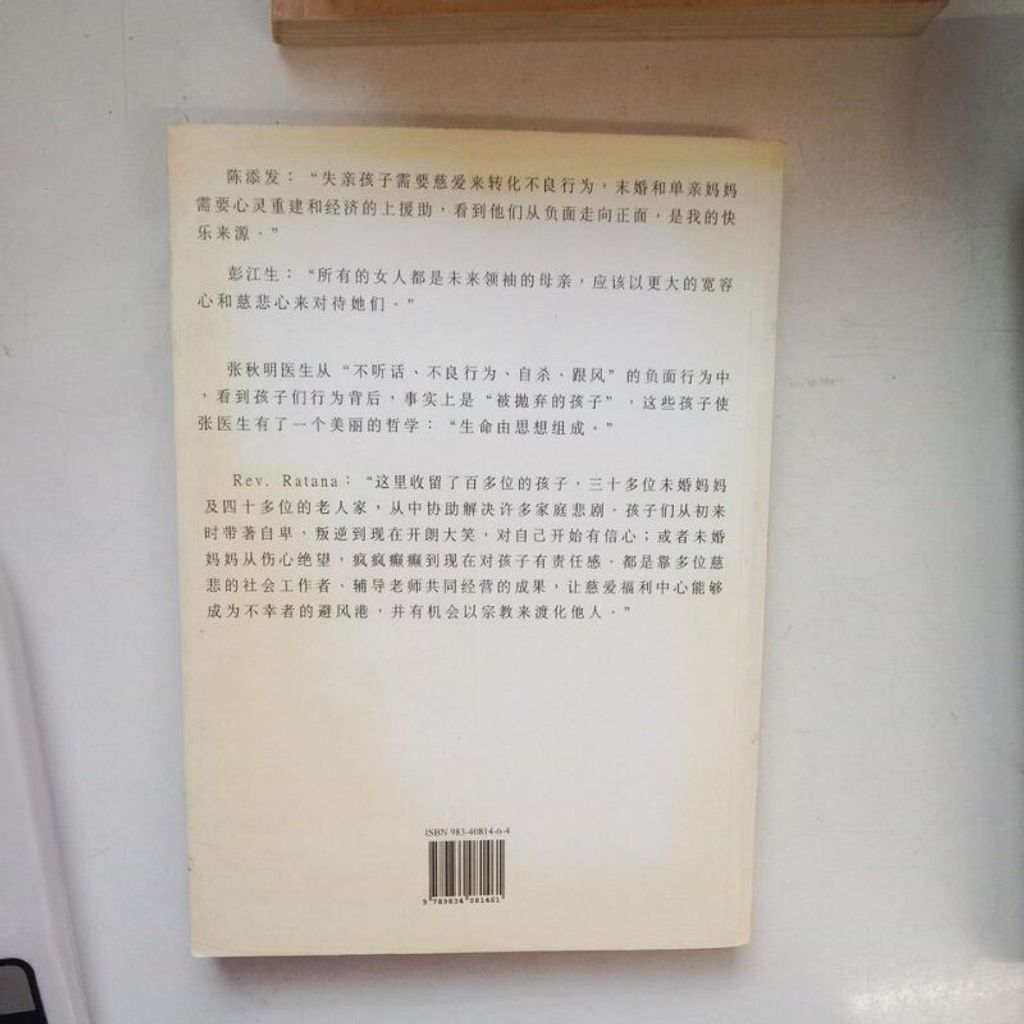 陈添发：“失亲孩子需要慈爱来转化不良行为，末婚和单亲妈妈
需要心灵重建和经济的上援助，看到他们从负面走向正面，是我的快
乐来源。”
彭江生：“所有的女人都是未来领袖的母亲，应该以更大的宽容
心和慈悲心来对待她们。”
张秋明医生从“不听话、不良行为、自杀、跟风”的负面行为中
，看到孩子们行为背后，事实上是“被抛弃的孩子”，这些孩子使
张医生有了一个美丽的哲学：“生命由思想组成。”
Rev. Ratana：“这里收留了百多位的孩子，三十多位未婚妈妈
及四十多位的老人家，从中协助解决许多家庭悲剧。孩子们从初来
时带著自卑，叛逆到现在开朗大笑，对自己开始有信心；或者未婚
妈妈从伤心绝望，疯疯癫癫到现在对孩子有责任感。都是靠多位慈
悲的社会工作者、辅导老师共同经营的成果，让慈爱福利中心能够
成为不幸者的避风港，并有机会以宗教来渡化他人。”
ISBN 983-40814-6-4
9 789834 081461